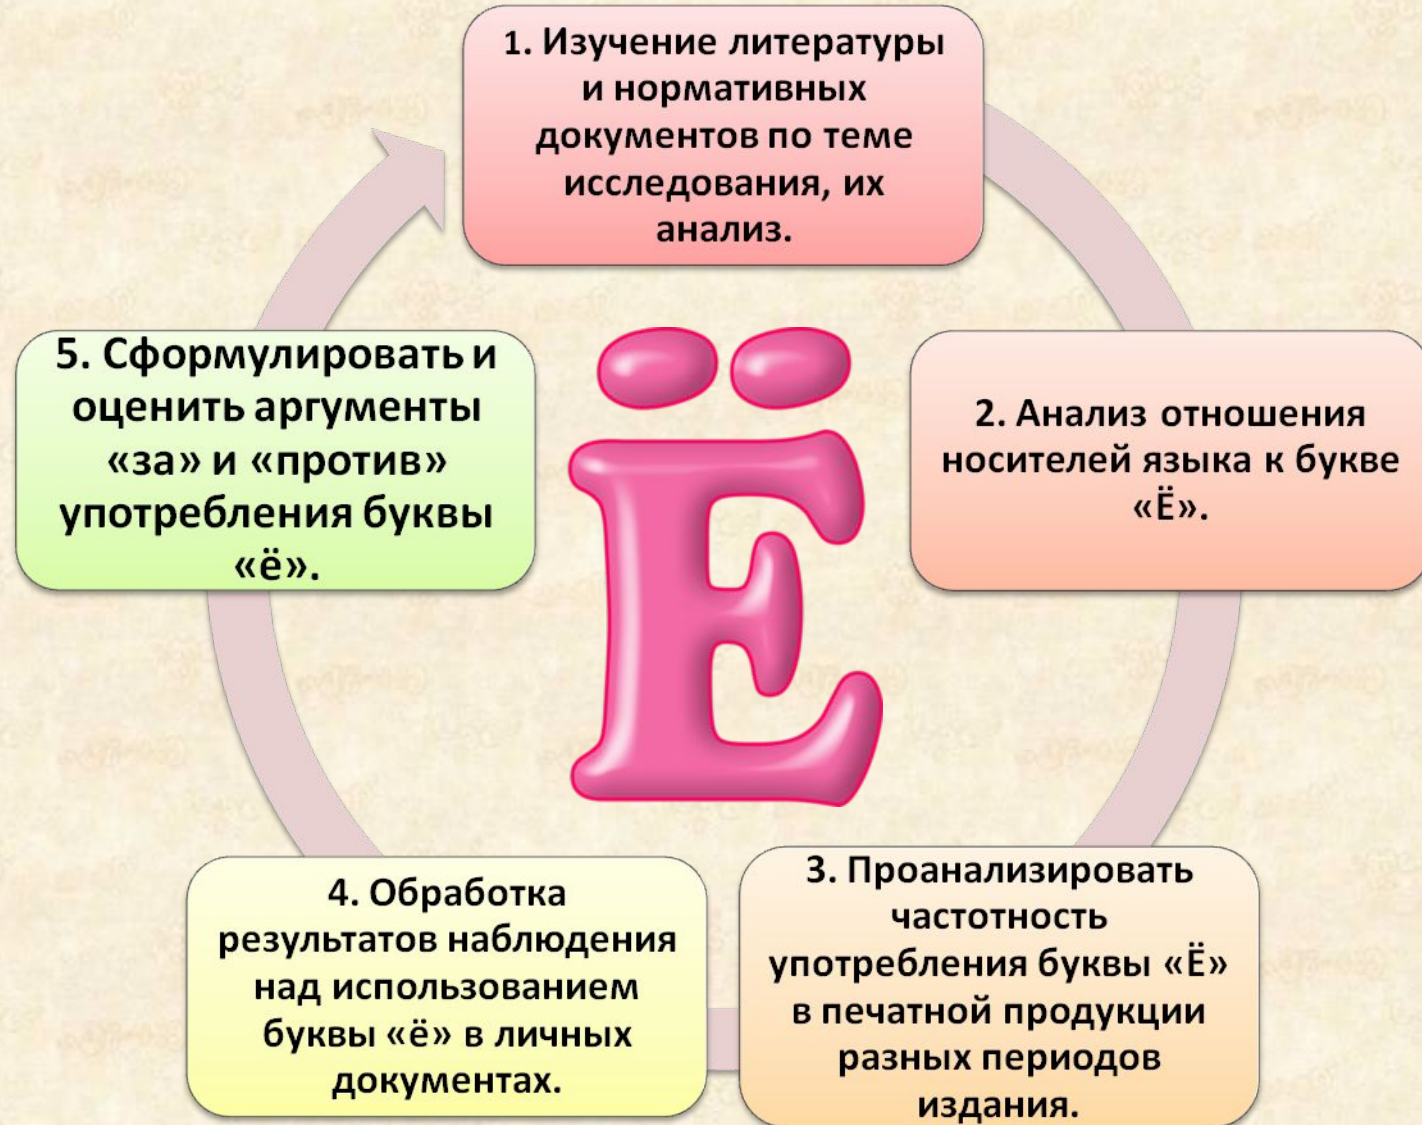 1. Изучение литературы
и нормативных
документов по теме
исследования, их
анализ.
2. Анализ отношения
носителей языка к букве
«Ё».
3. Проанализировать
частотность
употребления буквы «Ё»
в печатной продукции
разных периодов
издания.
4. Обработка
результатов наблюдения
над использованием
буквы «ё» в личных
документах.
5. Сформулировать и
оценить аргументы
«за» и «против»
употребления буквы
«ё».
Ё